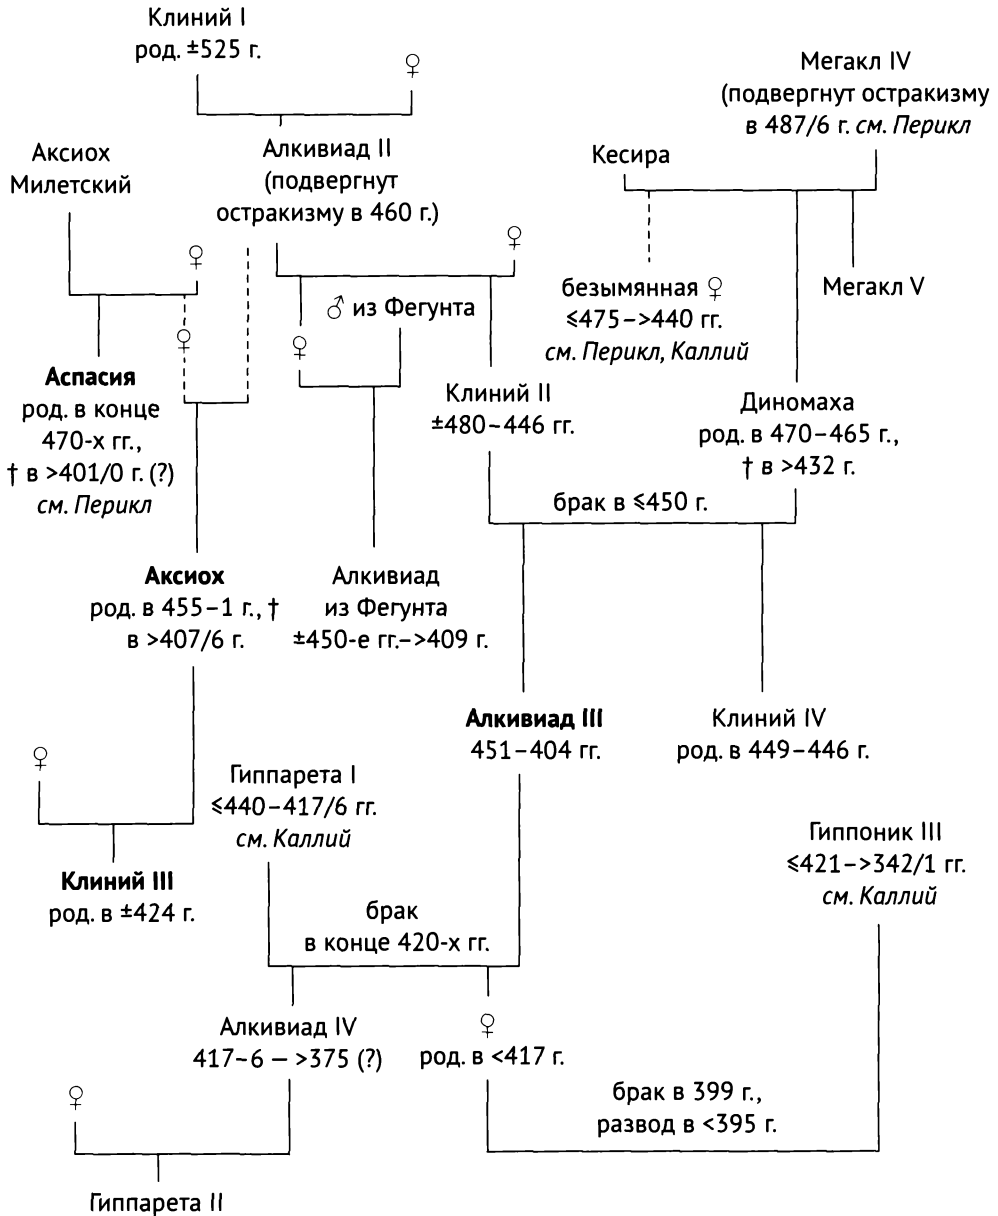 Клиний I
род. ±525 г.
♀
Мегакл IV
(подвергнут остракизму
в 487/6 г. см. Перикл
Аксиох
Милетский
Алкивиад II
(подвергнут
остракизму в 460 г.)
Кесира
♀
♀
безымянная ♀
⩽475–>440 гг.
см. Перикл, Каллий
Мегакл V
♂ из Фегунта
♀
♀
Аспасия
род. в конце
470-х гг.,
† в >401/0 г. (?)
см. Перикл
Клиний II
±480–446 гг.
Диномаха
род. в 470–465 г.,
† в >432 г.
брак в ⩽450 г.
Аксиох
род. в 455–1 г., †
в >407/6 г.
Алкивиад
из Фегунта
±450-е гг.–>409 г.
Алкивиад III
451–404 гг.
Клиний IV
род. в 449–446 г.
♀
Гиппарета I
⩽440–417/6 гг.
см. Каллий
Гиппоник III
⩽421–>342/1 гг.
см. Каллий
Клиний III
род. в ±424 г.
брак
в конце 420-х гг.
Алкивиад IV
417–6 — >375 (?)
♀
род. в <417 г.
♀
брак в 399 г.,
развод в <395 г.
Гиппарета II